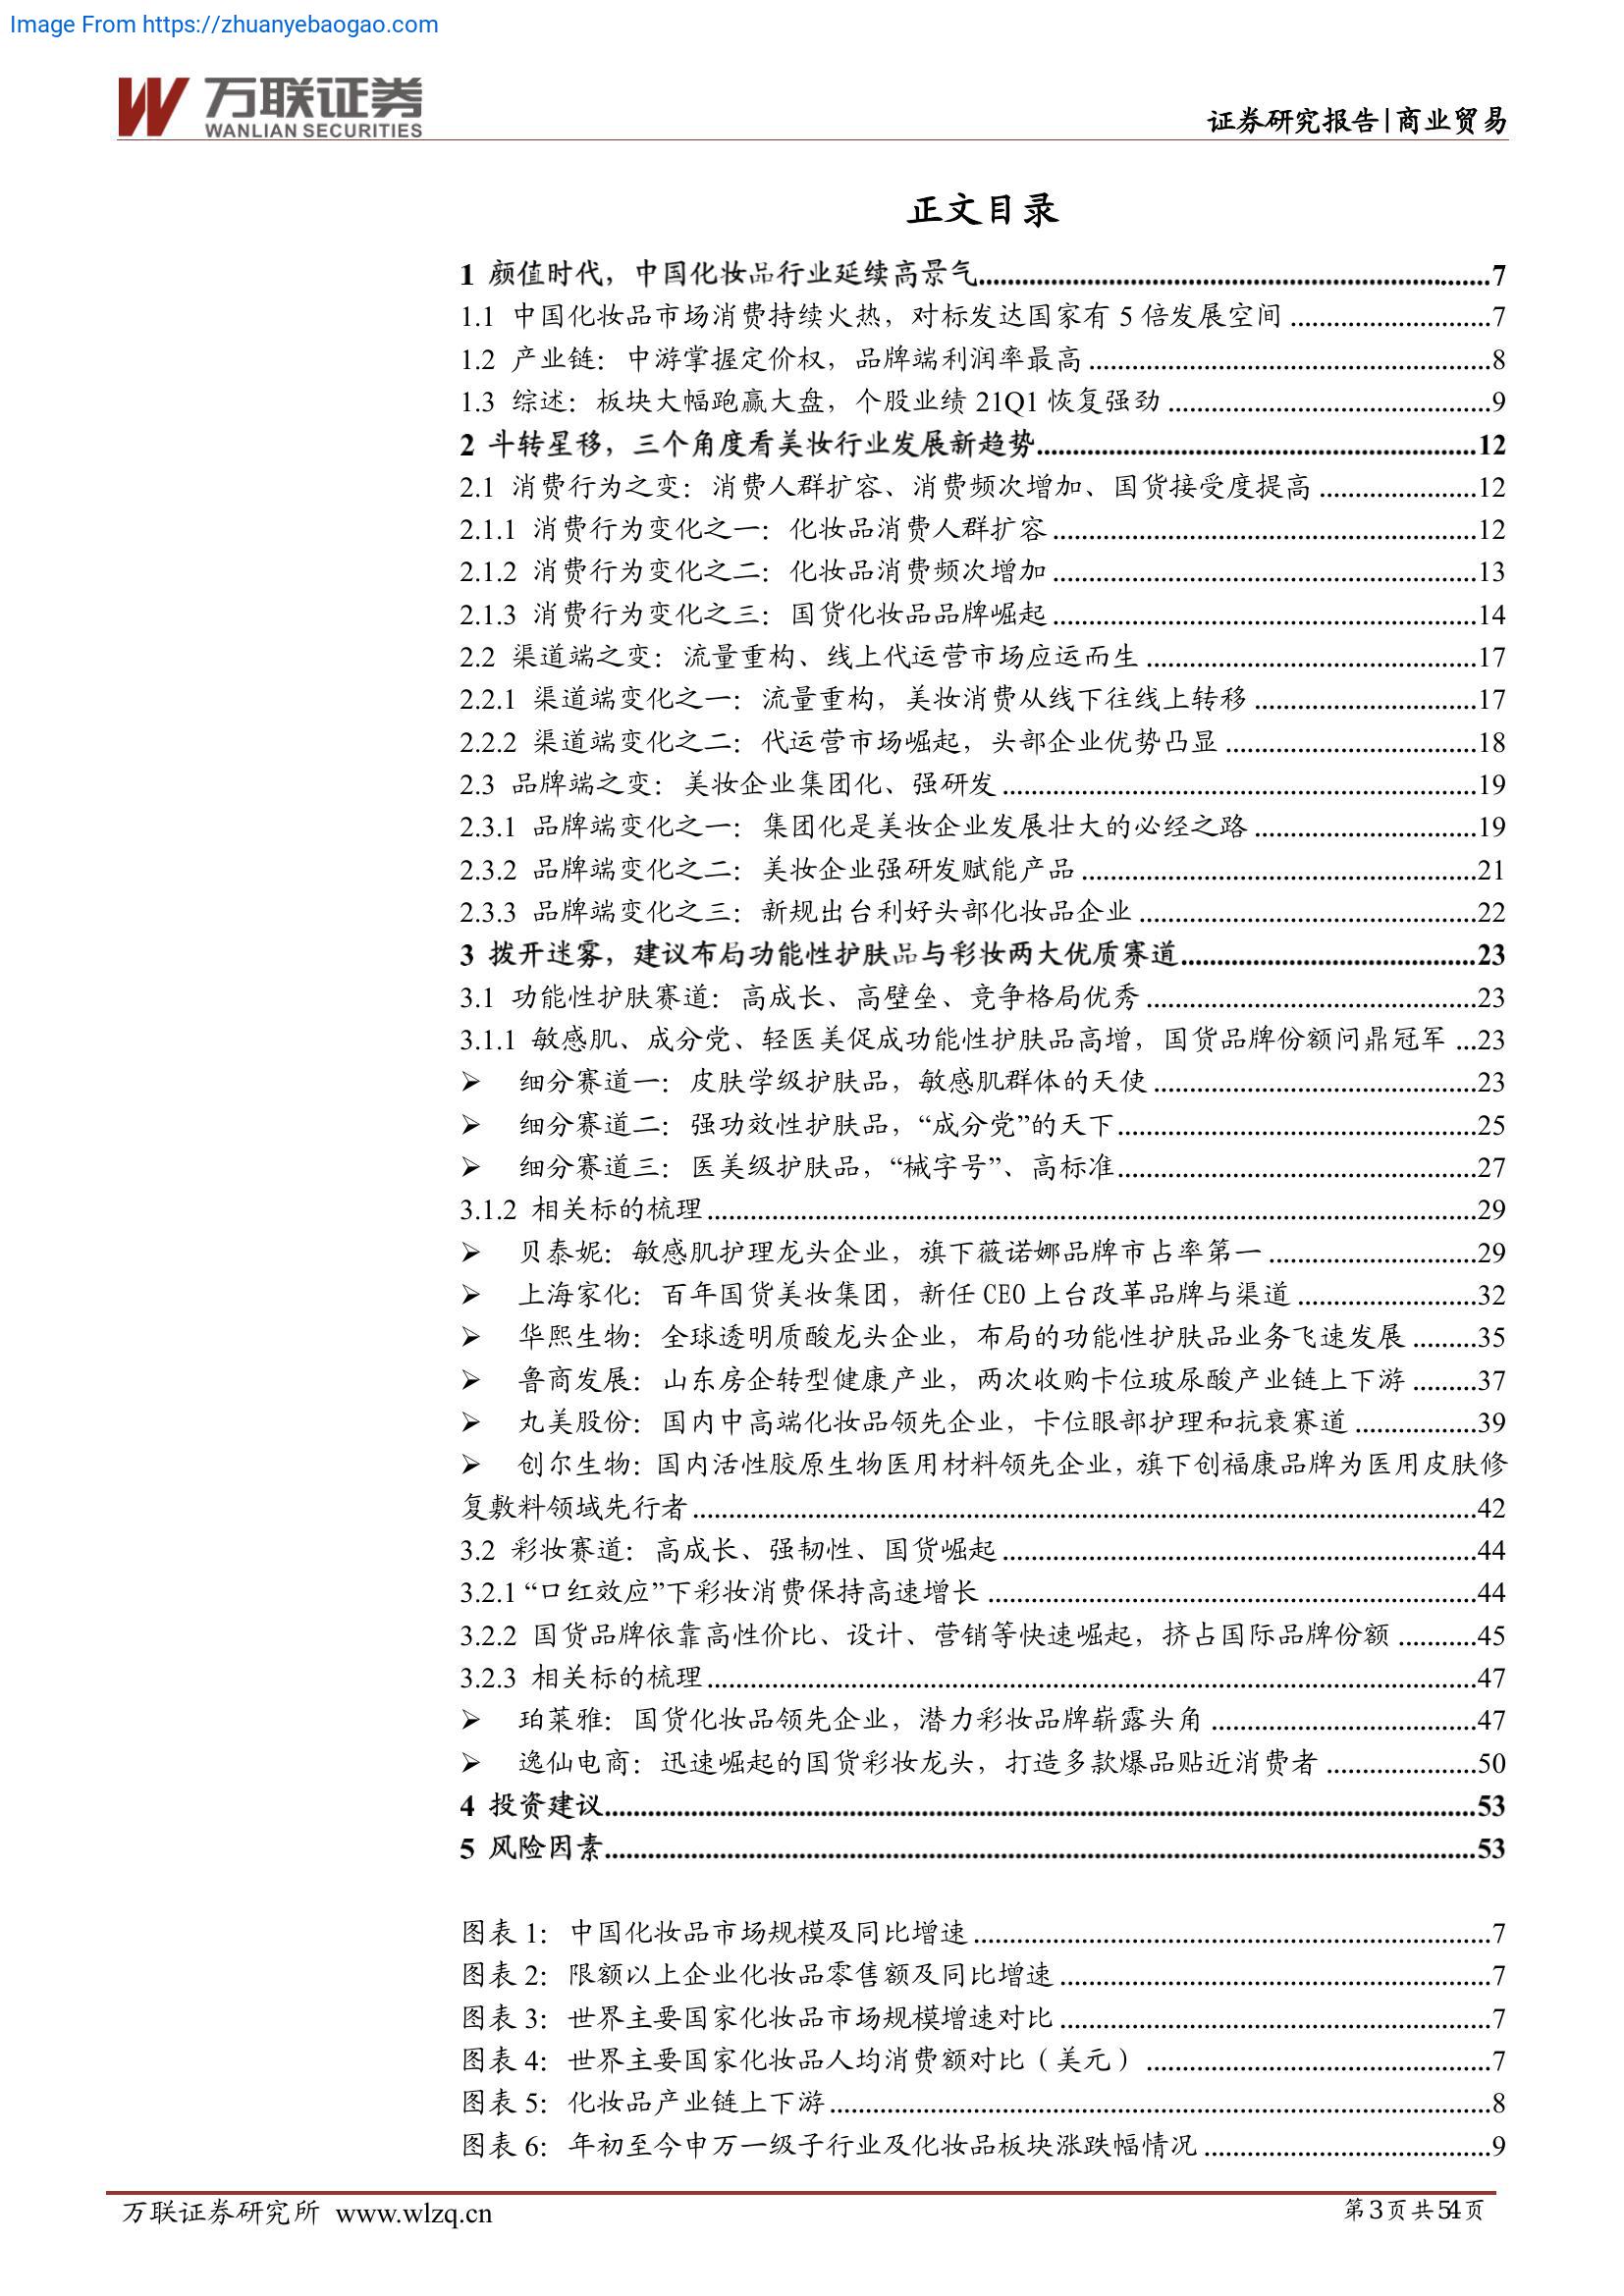 Image From https://zhuanyebaogao.com
万联证券
WANLIAN SECURITIES
证券研究报告|商业贸易
正文目录
1 颜值时代，中国化妆品行业延续高景气......7
1.1 中国化妆品市场消费持续火热，对标发达国家有 5 倍发展空间......7
1.2 产业链：中游掌握定价权，品牌端利润率最高......8
1.3 综述：板块大幅跑赢大盘，个股业绩 21Q1 恢复强劲......9
2 斗转星移，三个角度看美妆行业发展新趋势......12
2.1 消费行为之变：消费人群扩容、消费频次增加、国货接受度提高......12
2.1.1 消费行为变化之一：化妆品消费人群扩容......12
2.1.2 消费行为变化之二：化妆品消费频次增加......13
2.1.3 消费行为变化之三：国货化妆品品牌崛起......14
2.2 渠道端之变：流量重构、线上代运营市场应运而生......17
2.2.1 渠道端变化之一：流量重构，美妆消费从线下往线上转移......17
2.2.2 渠道端变化之二：代运营市场崛起，头部企业优势凸显......18
2.3 品牌端之变：美妆企业集团化、强研发......19
2.3.1 品牌端变化之一：集团化是美妆企业发展壮大的必经之路......19
2.3.2 品牌端变化之二：美妆企业强研发赋能产品......21
2.3.3 品牌端变化之三：新规出台利好头部化妆品企业......22
3 拨开迷雾，建议布局功能性护肤品与彩妆两大优质赛道......23
3.1 功能性护肤赛道：高成长、高壁垒、竞争格局优秀......23
3.1.1 敏感肌、成分党、轻医美促成功能性护肤品高增，国货品牌份额问鼎冠军...23
➢ 细分赛道一：皮肤学级护肤品，敏感肌群体的天使......23
➢ 细分赛道二：强功效性护肤品，“成分党”的天下......25
➢ 细分赛道三：医美级护肤品，“械字号”、高标准......27
3.1.2 相关标的梳理......29
➢ 贝泰妮：敏感肌护理龙头企业，旗下薇诺娜品牌市占率第一......29
➢ 上海家化：百年国货美妆集团，新任 CEO 上台改革品牌与渠道......32
➢ 华熙生物：全球透明质酸龙头企业，布局的功能性护肤品业务飞速发展......35
➢ 鲁商发展：山东房企转型健康产业，两次收购卡位玻尿酸产业链上下游......37
➢ 丸美股份：国内中高端化妆品领先企业，卡位眼部护理和抗衰赛道......39
➢ 创尔生物：国内活性胶原生物医用材料领先企业，旗下创福康品牌为医用皮肤修
复敷料领域先行者......42
3.2 彩妆赛道：高成长、强韧性、国货崛起......44
3.2.1“口红效应”下彩妆消费保持高速增长......44
3.2.2 国货品牌依靠高性价比、设计、营销等快速崛起，挤占国际品牌份额......45
3.2.3 相关标的梳理......47
➢ 珀莱雅：国货化妆品领先企业，潜力彩妆品牌崭露头角......47
➢ 逸仙电商：迅速崛起的国货彩妆龙头，打造多款爆品贴近消费者......50
4 投资建议......53
5 风险因素......53
图表 1：中国化妆品市场规模及同比增速......7
图表 2：限额以上企业化妆品零售额及同比增速......7
图表 3：世界主要国家化妆品市场规模增速对比......7
图表 4：世界主要国家化妆品人均消费额对比（美元）......7
图表 5：化妆品产业链上下游......8
图表 6：年初至今申万一级子行业及化妆品板块涨跌幅情况......9
万联证券研究所 www.wlzq.cn
第 3 页 共 54 页